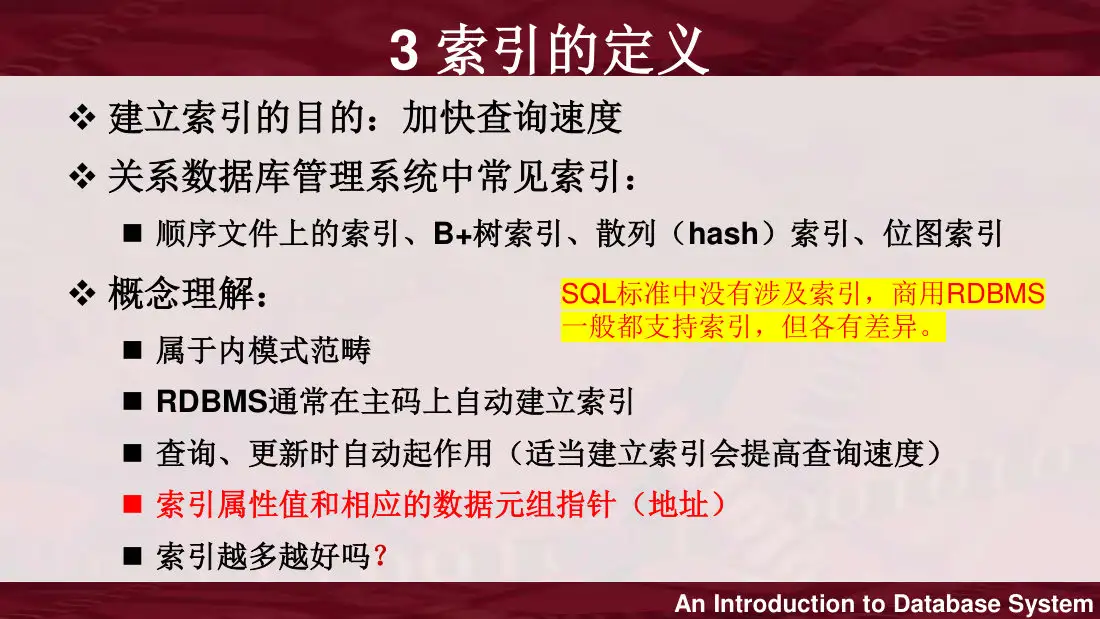 3 索引的定义
建立索引的目的：加快查询速度
关系数据库管理系统中常见索引：
顺序文件上的索引、B+树索引、散列（hash）索引、位图索引
概念理解：
SQL标准中没有涉及索引，商用RDBMS
一般都支持索引，但各有差异。
属于内模式范畴
RDBMS通常在主码上自动建立索引
查询、更新时自动起作用（适当建立索引会提高查询速度）
索引属性值和相应的数据元组指针（地址）
索引越多越好吗？
An Introduction to Database System